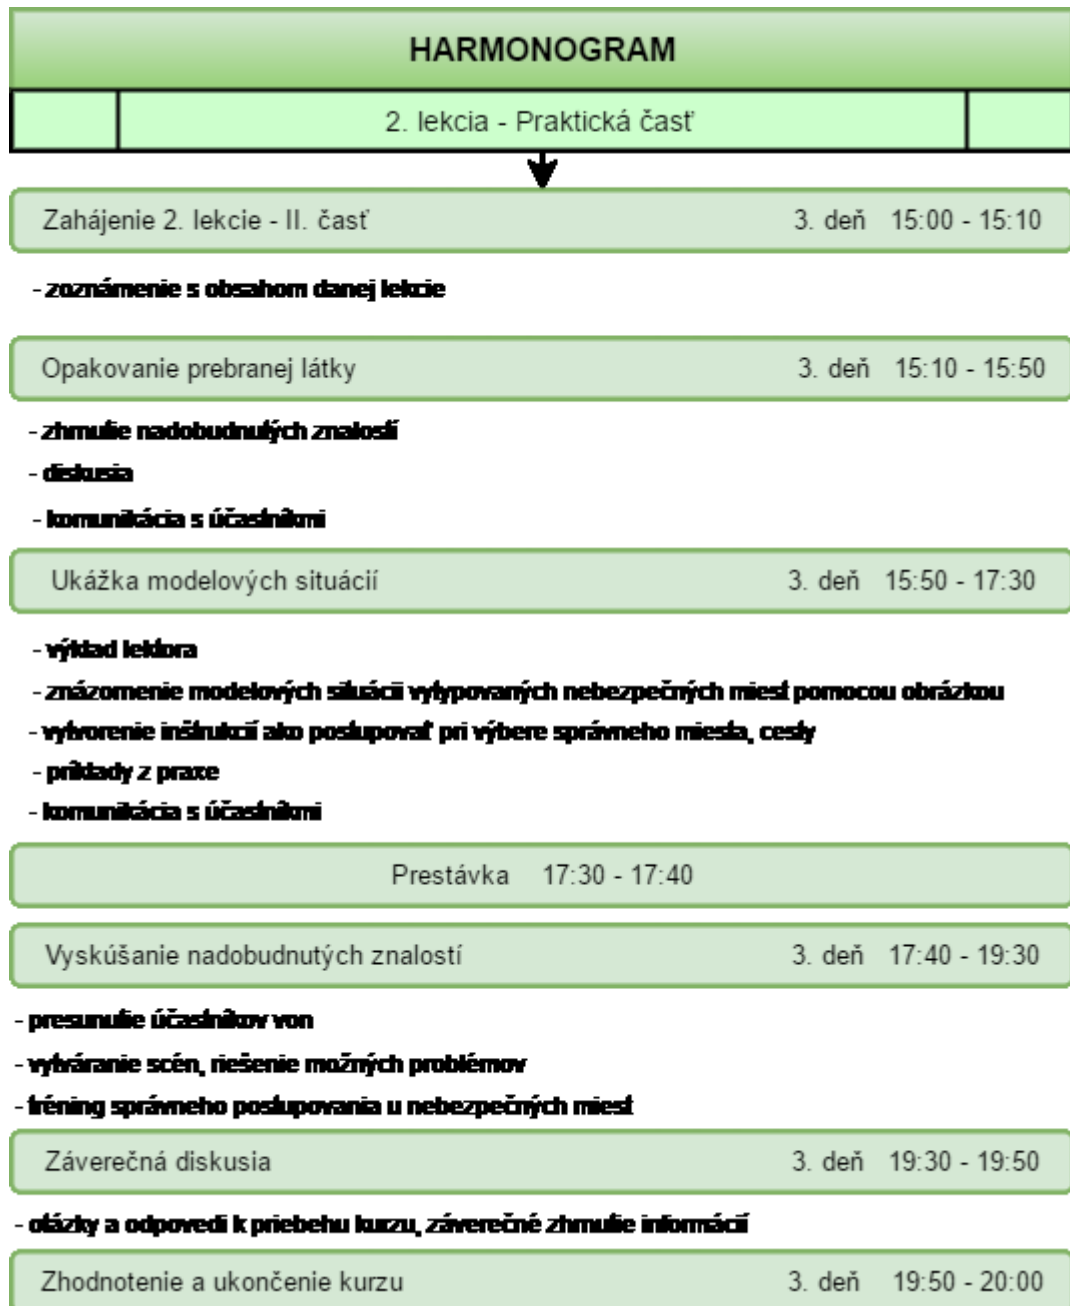 HARMONOGRAM
2. lekcia - Praktická časť
Zahájenie 2. lekcie - II. časť 3. deň 15:00 - 15:10
- zoznámenie s obsahom danej lekcie
Opakovanie prebranej látky 3. deň 15:10 - 15:50
- zhrnutie nadobudnutých znalostí
- diskusia
- komunikácia s účastníkmi
Ukážka modelových situácií 3. deň 15:50 - 17:30
- výklad lektora
- znázornenie modelových situácii vytypovaných nebezpečných miest pomocou obrázkou
- vytvorenie inštrukcií ako postupovať pri výbere správneho miesta, cesty
- príklady z praxe
- komunikácia s účastníkmi
Prestávka 17:30 - 17:40
Vyskúšanie nadobudnutých znalostí 3. deň 17:40 - 19:30
- presunutie účastníkov von
- vytváranie scén, riešenie možných problémov
- tréning správneho postupovania u nebezpečných miest
Záverečná diskusia 3. deň 19:30 - 19:50
- otázky a odpovedi k priebehu kurzu, záverečné zhrnutie informácií
Zhodnotenie a ukončenie kurzu 3. deň 19:50 - 20:00